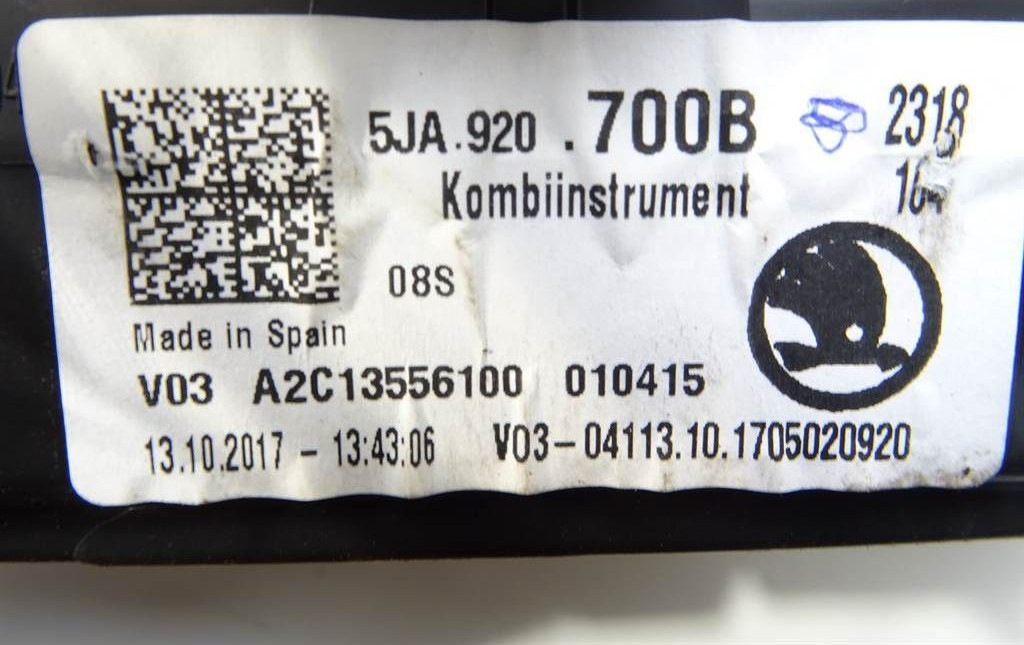 5JA.920 .700B 2318
Kombiinstrument
08S
Made in Spain
V03 A2C13556100 010415
13.10.2017 - 13:43:06 V03-04113.10.1705020920